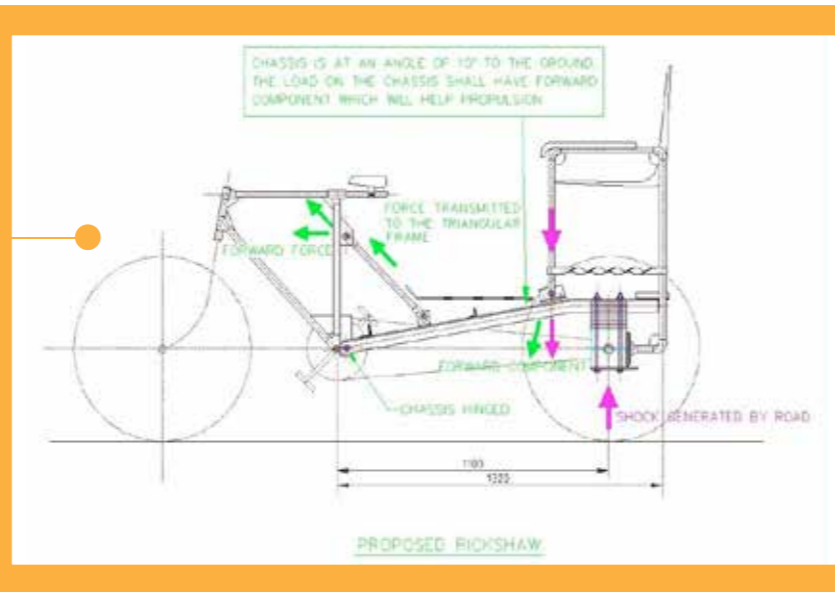 CHASSIS IS AT AN ANGLE OF 10° TO THE GROUND.
THE LOAD ON THE CHASSIS SHALL HAVE FORWARD
COMPONENT WHICH WILL HELP PROPULSION
FORCE TRANSMITTED
TO THE TRIANGULAR
FRAME
FORWARD FORCE
FORWARD COMPONENT
CHASSIS HINGED
SHOCK GENERATED BY ROAD
1100
1320
PROPOSED RICKSHAW